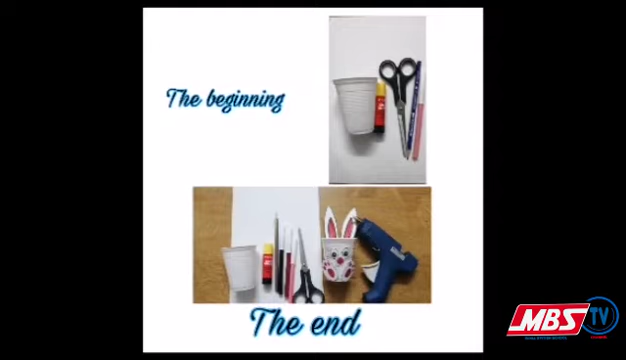 The beginning
The end
MBS TV